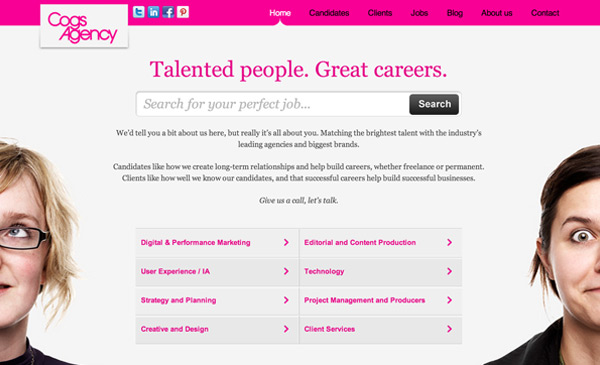 Cogs
Agency
Home Candidates Clients Jobs Blog About us Contact
Talented people. Great careers.
Search for your perfect job...
Search
We'd tell you a bit about us here, but really it's all about you. Matching the brightest talent with the industry's
leading agencies and biggest brands.
Candidates like how we create long-term relationships and help build careers, whether freelance or permanent.
Clients like how well we know our candidates, and that successful careers help build successful businesses.
Give us a call, let's talk.
Digital & Performance Marketing
Editorial and Content Production
User Experience / IA
Technology
Strategy and Planning
Project Management and Producers
Creative and Design
Client Services